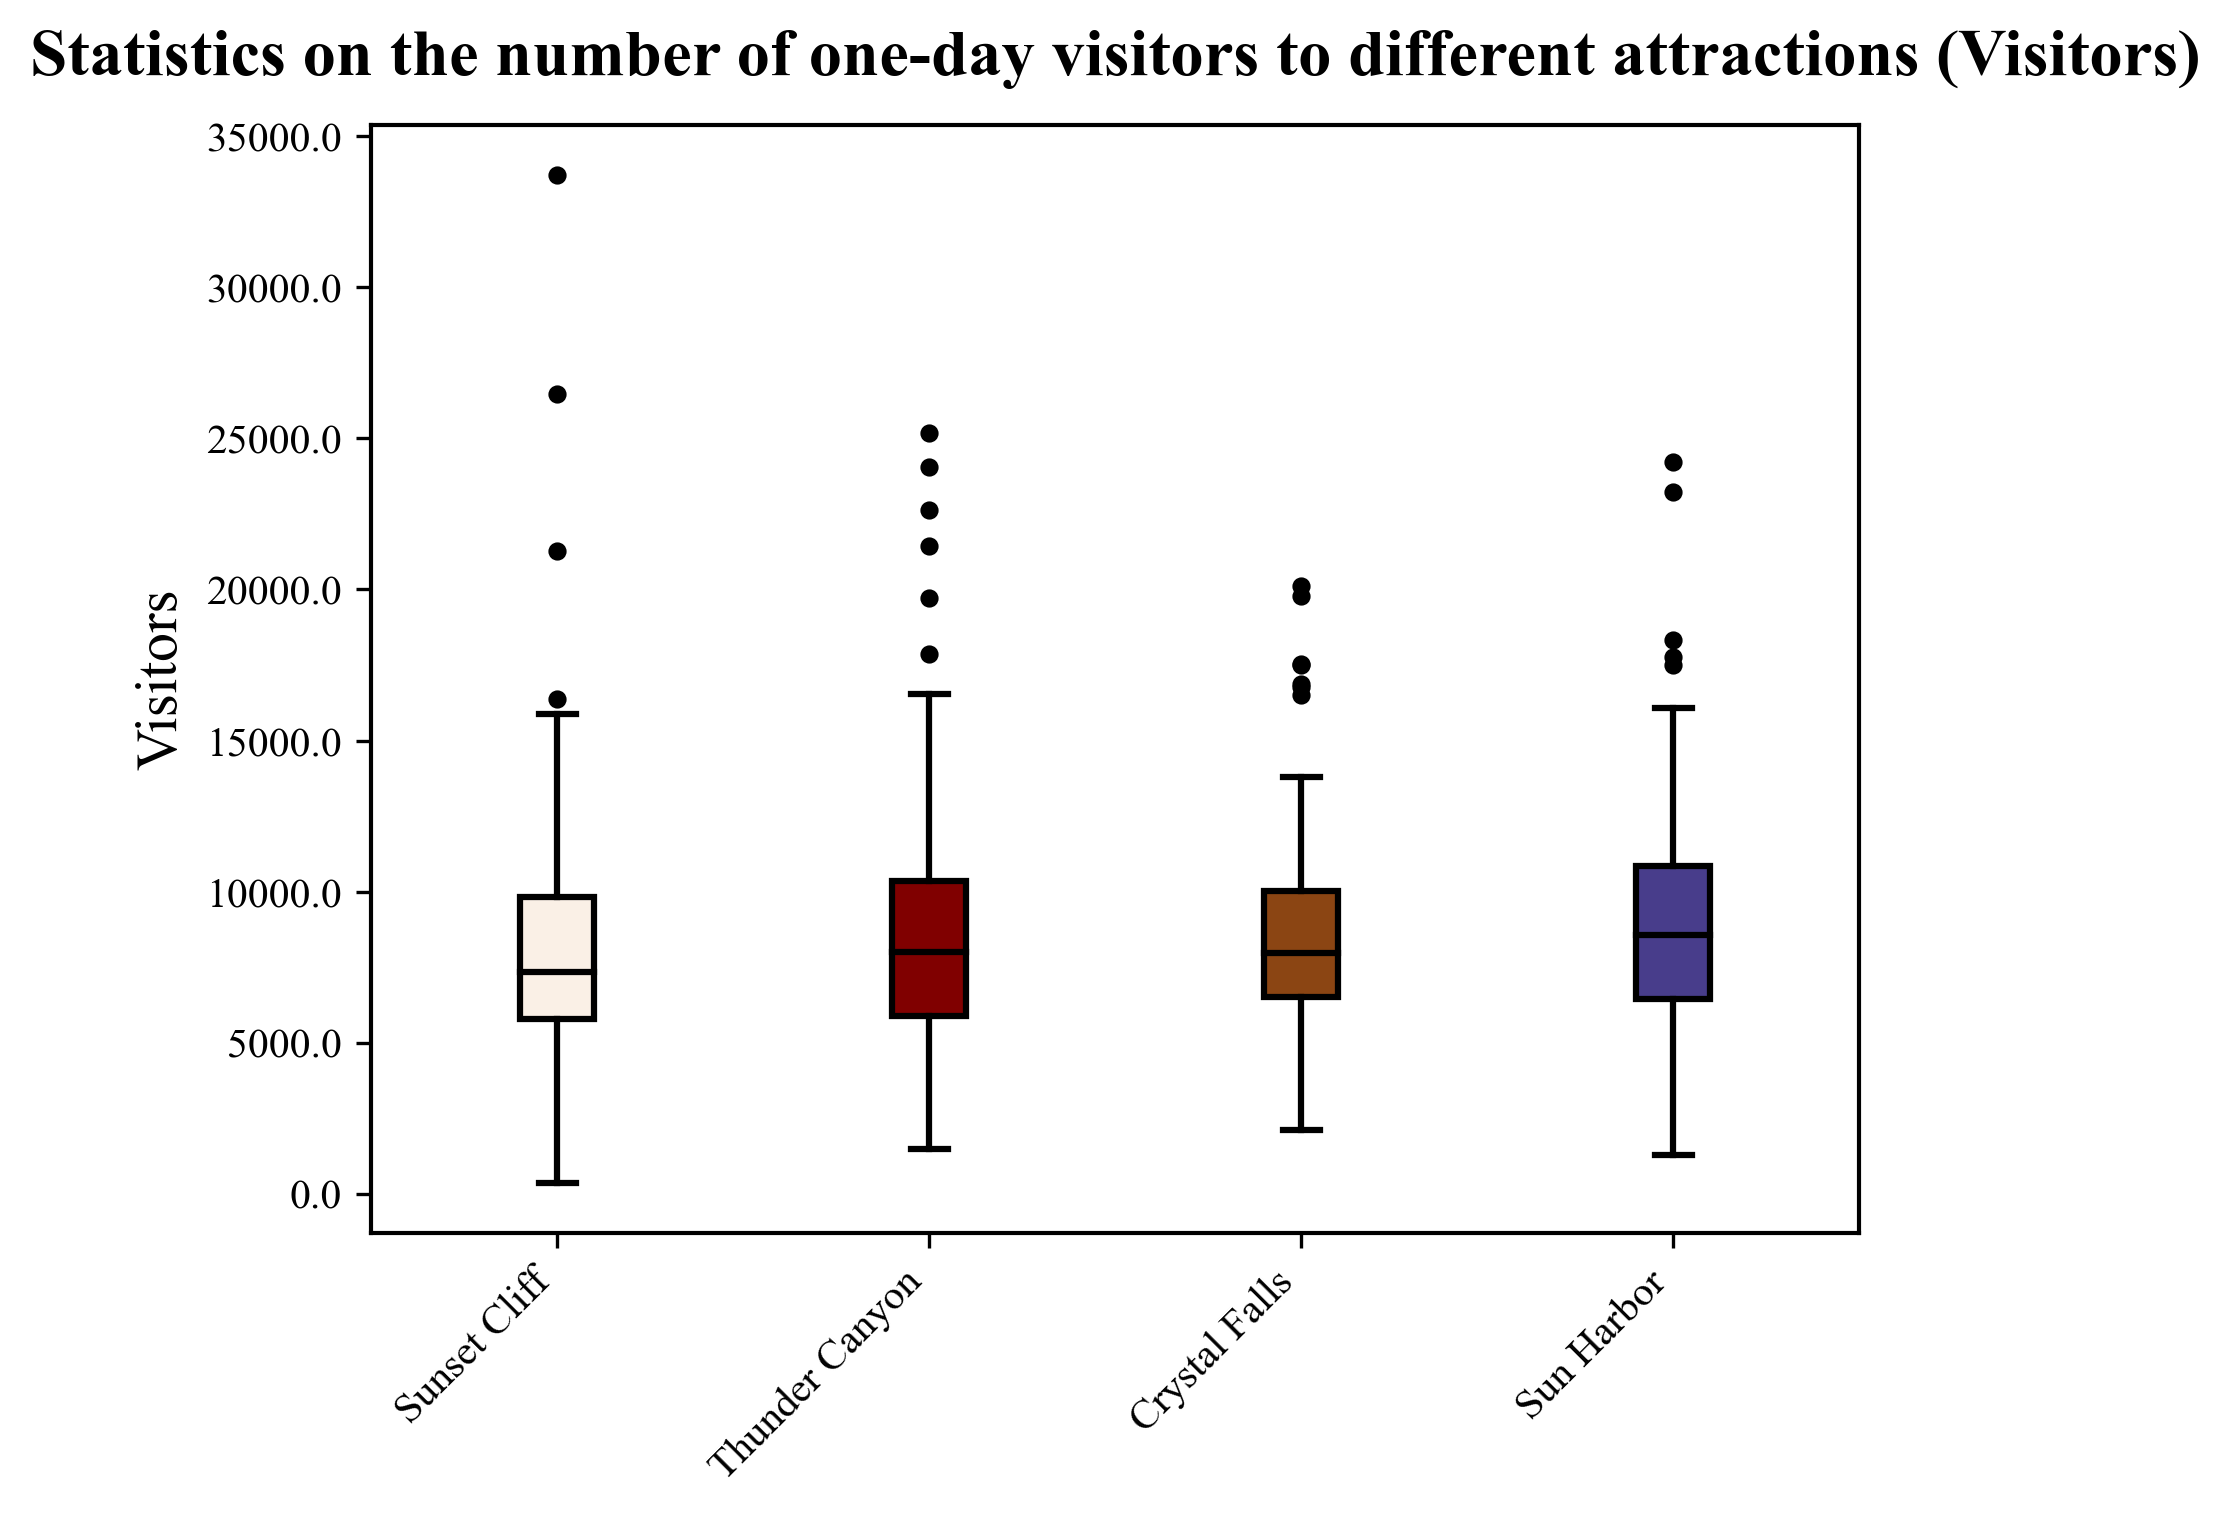 Statistics on the number of one-day visitors to different attractions (Visitors)
Visitors
35000.0
30000.0
25000.0
20000.0
15000.0
10000.0
5000.0
0.0
Sunset Cliff
Thunder Canyon
Crystal Falls
Sun Harbor